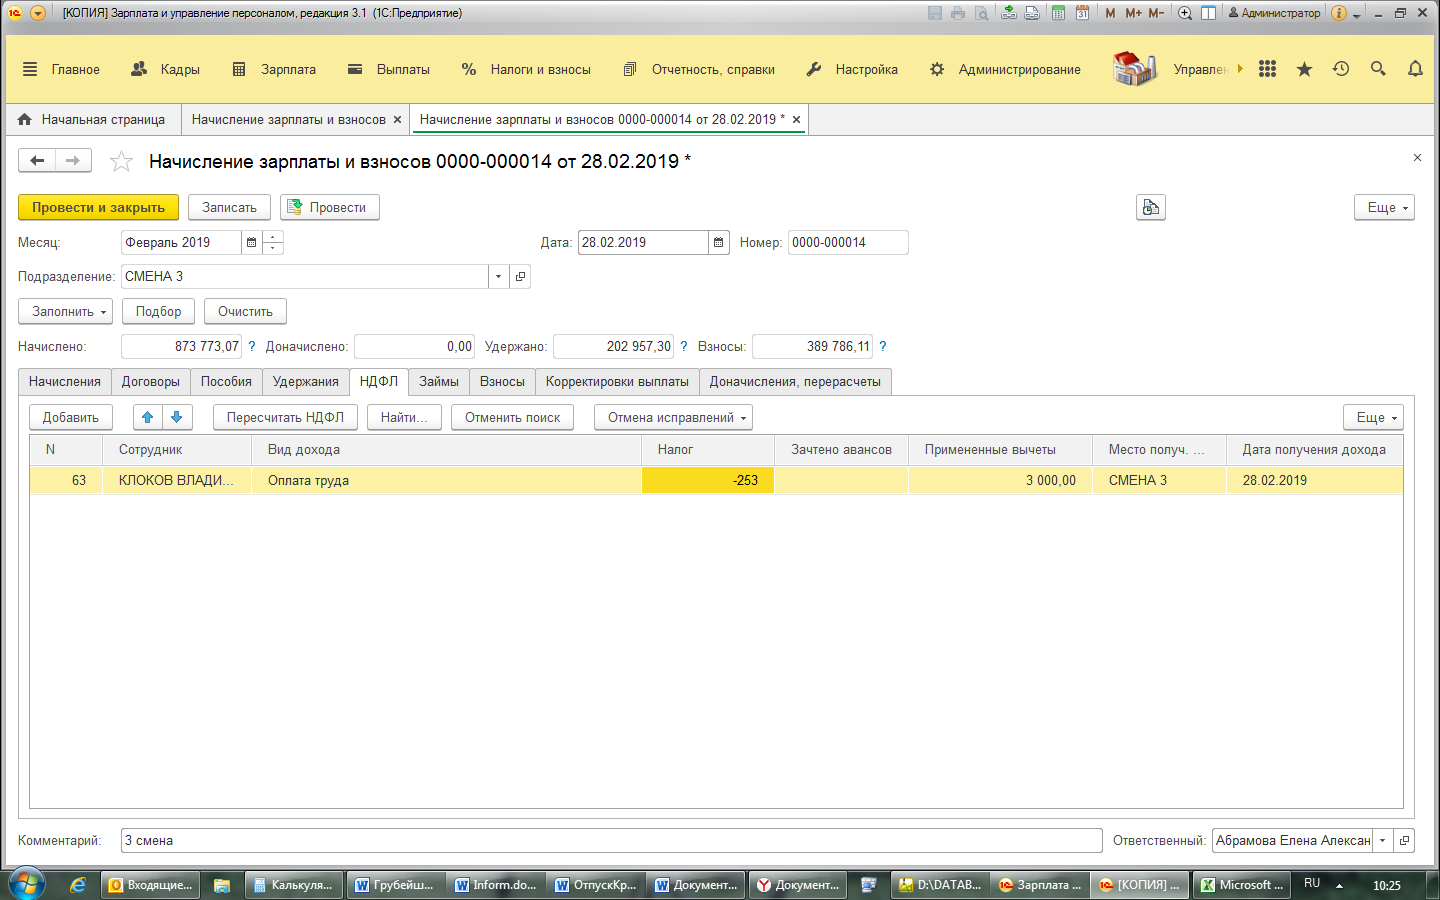 [КОПИЯ] Зарплата и управление персоналом, редакция 3.1 (1С:Предприятие)
M M+ M- Администратор
Главное Кадры Зарплата Выплаты Налоги и взносы Отчетность, справки Настройка Администрирование Управлен
Начальная страница Начисление зарплаты и взносов × Начисление зарплаты и взносов 0000-000014 от 28.02.2019 * ×
Начисление зарплаты и взносов 0000-000014 от 28.02.2019 *
Провести и закрыть Записать Провести Еще
Месяц: Февраль 2019 Дата: 28.02.2019 Номер: 0000-000014
Подразделение: СМЕНА 3
Заполнить Подбор Очистить
Начислено: 873 773,07 ? Доначислено: 0,00 Удержано: 202 957,30 ? Взносы: 389 786,11 ?
Начисления Договоры Пособия Удержания НДФЛ Займы Взносы Корректировки выплаты Доначисления, перерасчеты
Добавить Пересчитать НДФЛ Найти... Отменить поиск Отмена исправлений Еще
N Сотрудник Вид дохода Налог Зачтено авансов Примененные вычеты Место получ. ... Дата получения дохода
63 КЛОКОВ ВЛАДИ... Оплата труда -253 3 000,00 СМЕНА 3 28.02.2019
Комментарий: 3 смена Ответственный: Абрамова Елена Алексан
Входящие... Калькуля... Грубейш... Inform.do... ОтпускКр... Документ... Документ... D:\DATAB... Зарплата ... [КОПИЯ] ... Microsoft ... RU 10:25